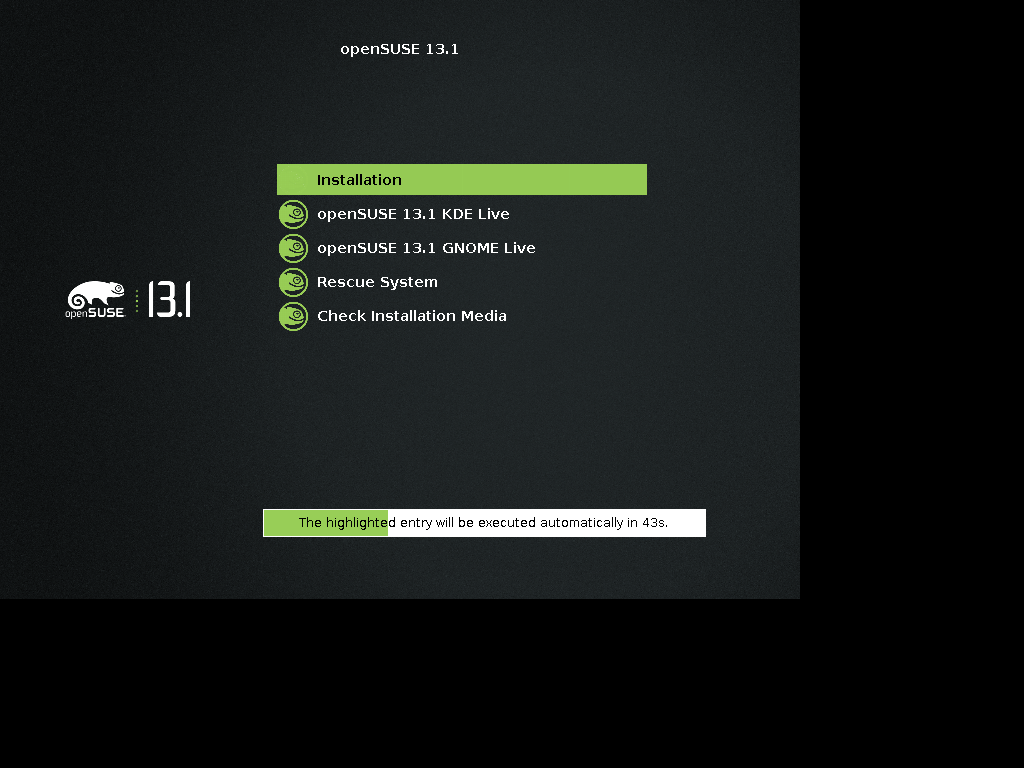 openSUSE 13.1
Installation
openSUSE 13.1 KDE Live
openSUSE 13.1 GNOME Live
Rescue System
Check Installation Media
openSUSE 13.1
The highlighted entry will be executed automatically in 43s.